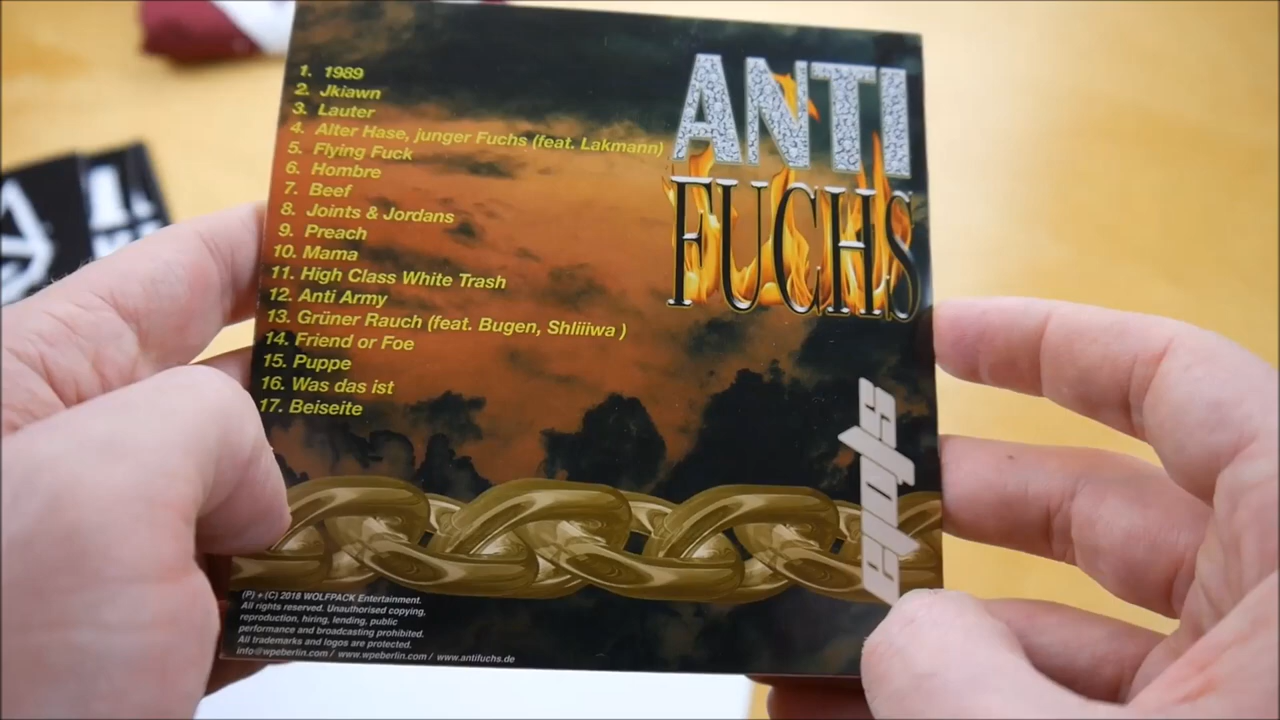 1. 1989
2. Jkiawn
3. Lauter
4. Alter Hase, junger Fuchs (feat. Lakmann)
5. Flying Fuck
6. Hombre
7. Beef
8. Joints & Jordans
9. Preach
10. Mama
11. High Class White Trash
12. Anti Army
13. Grüner Rauch (feat. Bugen, Shliiiwa )
14. Friend or Foe
15. Puppe
16. Was das ist
17. Beiseite
ANTI
FUCHS
(P) + (C) 2018 WOLFPACK Entertainment.
All rights reserved. Unauthorised copying,
reproduction, hiring, lending, public
performance and broadcasting prohibited.
All trademarks and logos are protected.
info@wpeberlin.com / www.wpeberlin.com / www.antifuchs.de